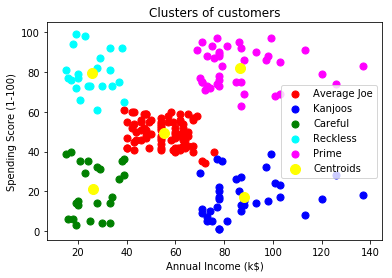 Clusters of customers
Spending Score (1-100)
100
80
60
40
20
0
Average Joe
Kanjoos
Careful
Reckless
Prime
Centroids
20
40
60
80
100
120
140
Annual Income (k$)